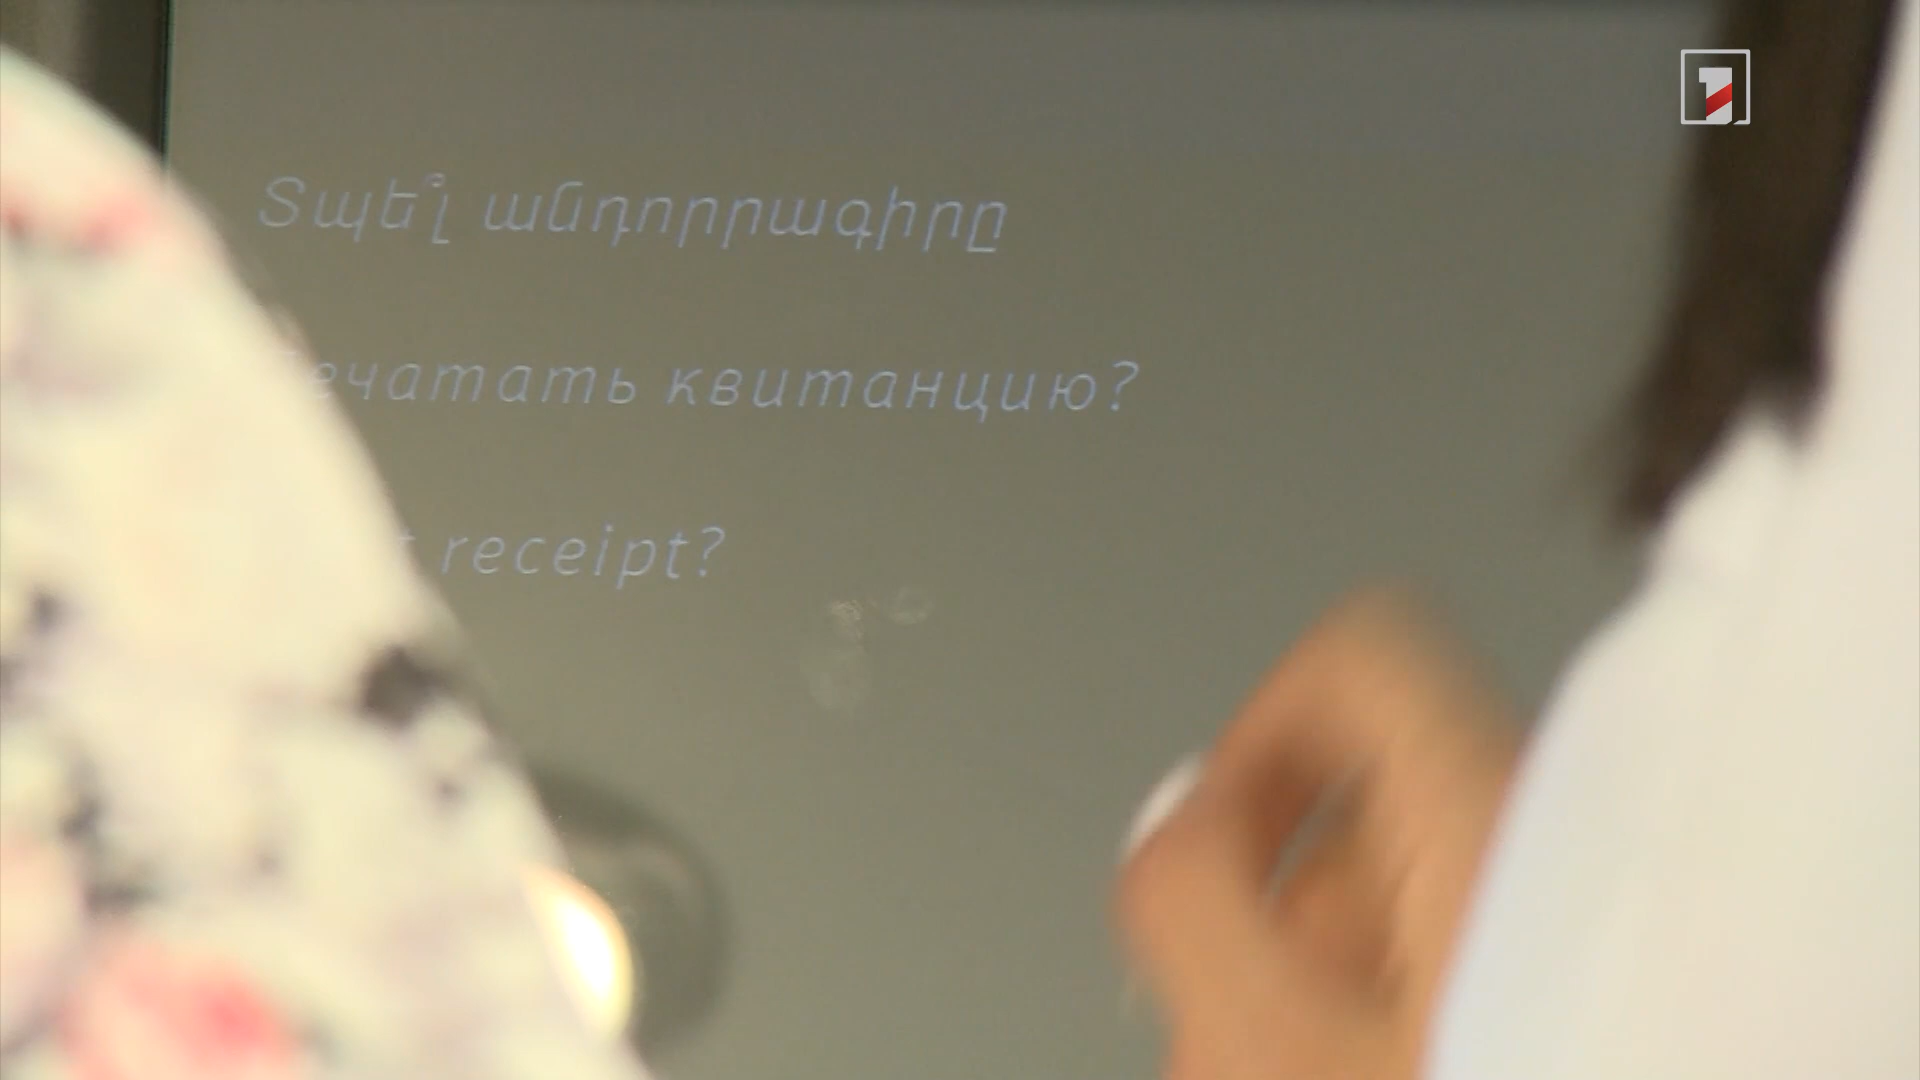 Տպե՞լ անդորրագիրը
Печатать квитанцию?
receipt?